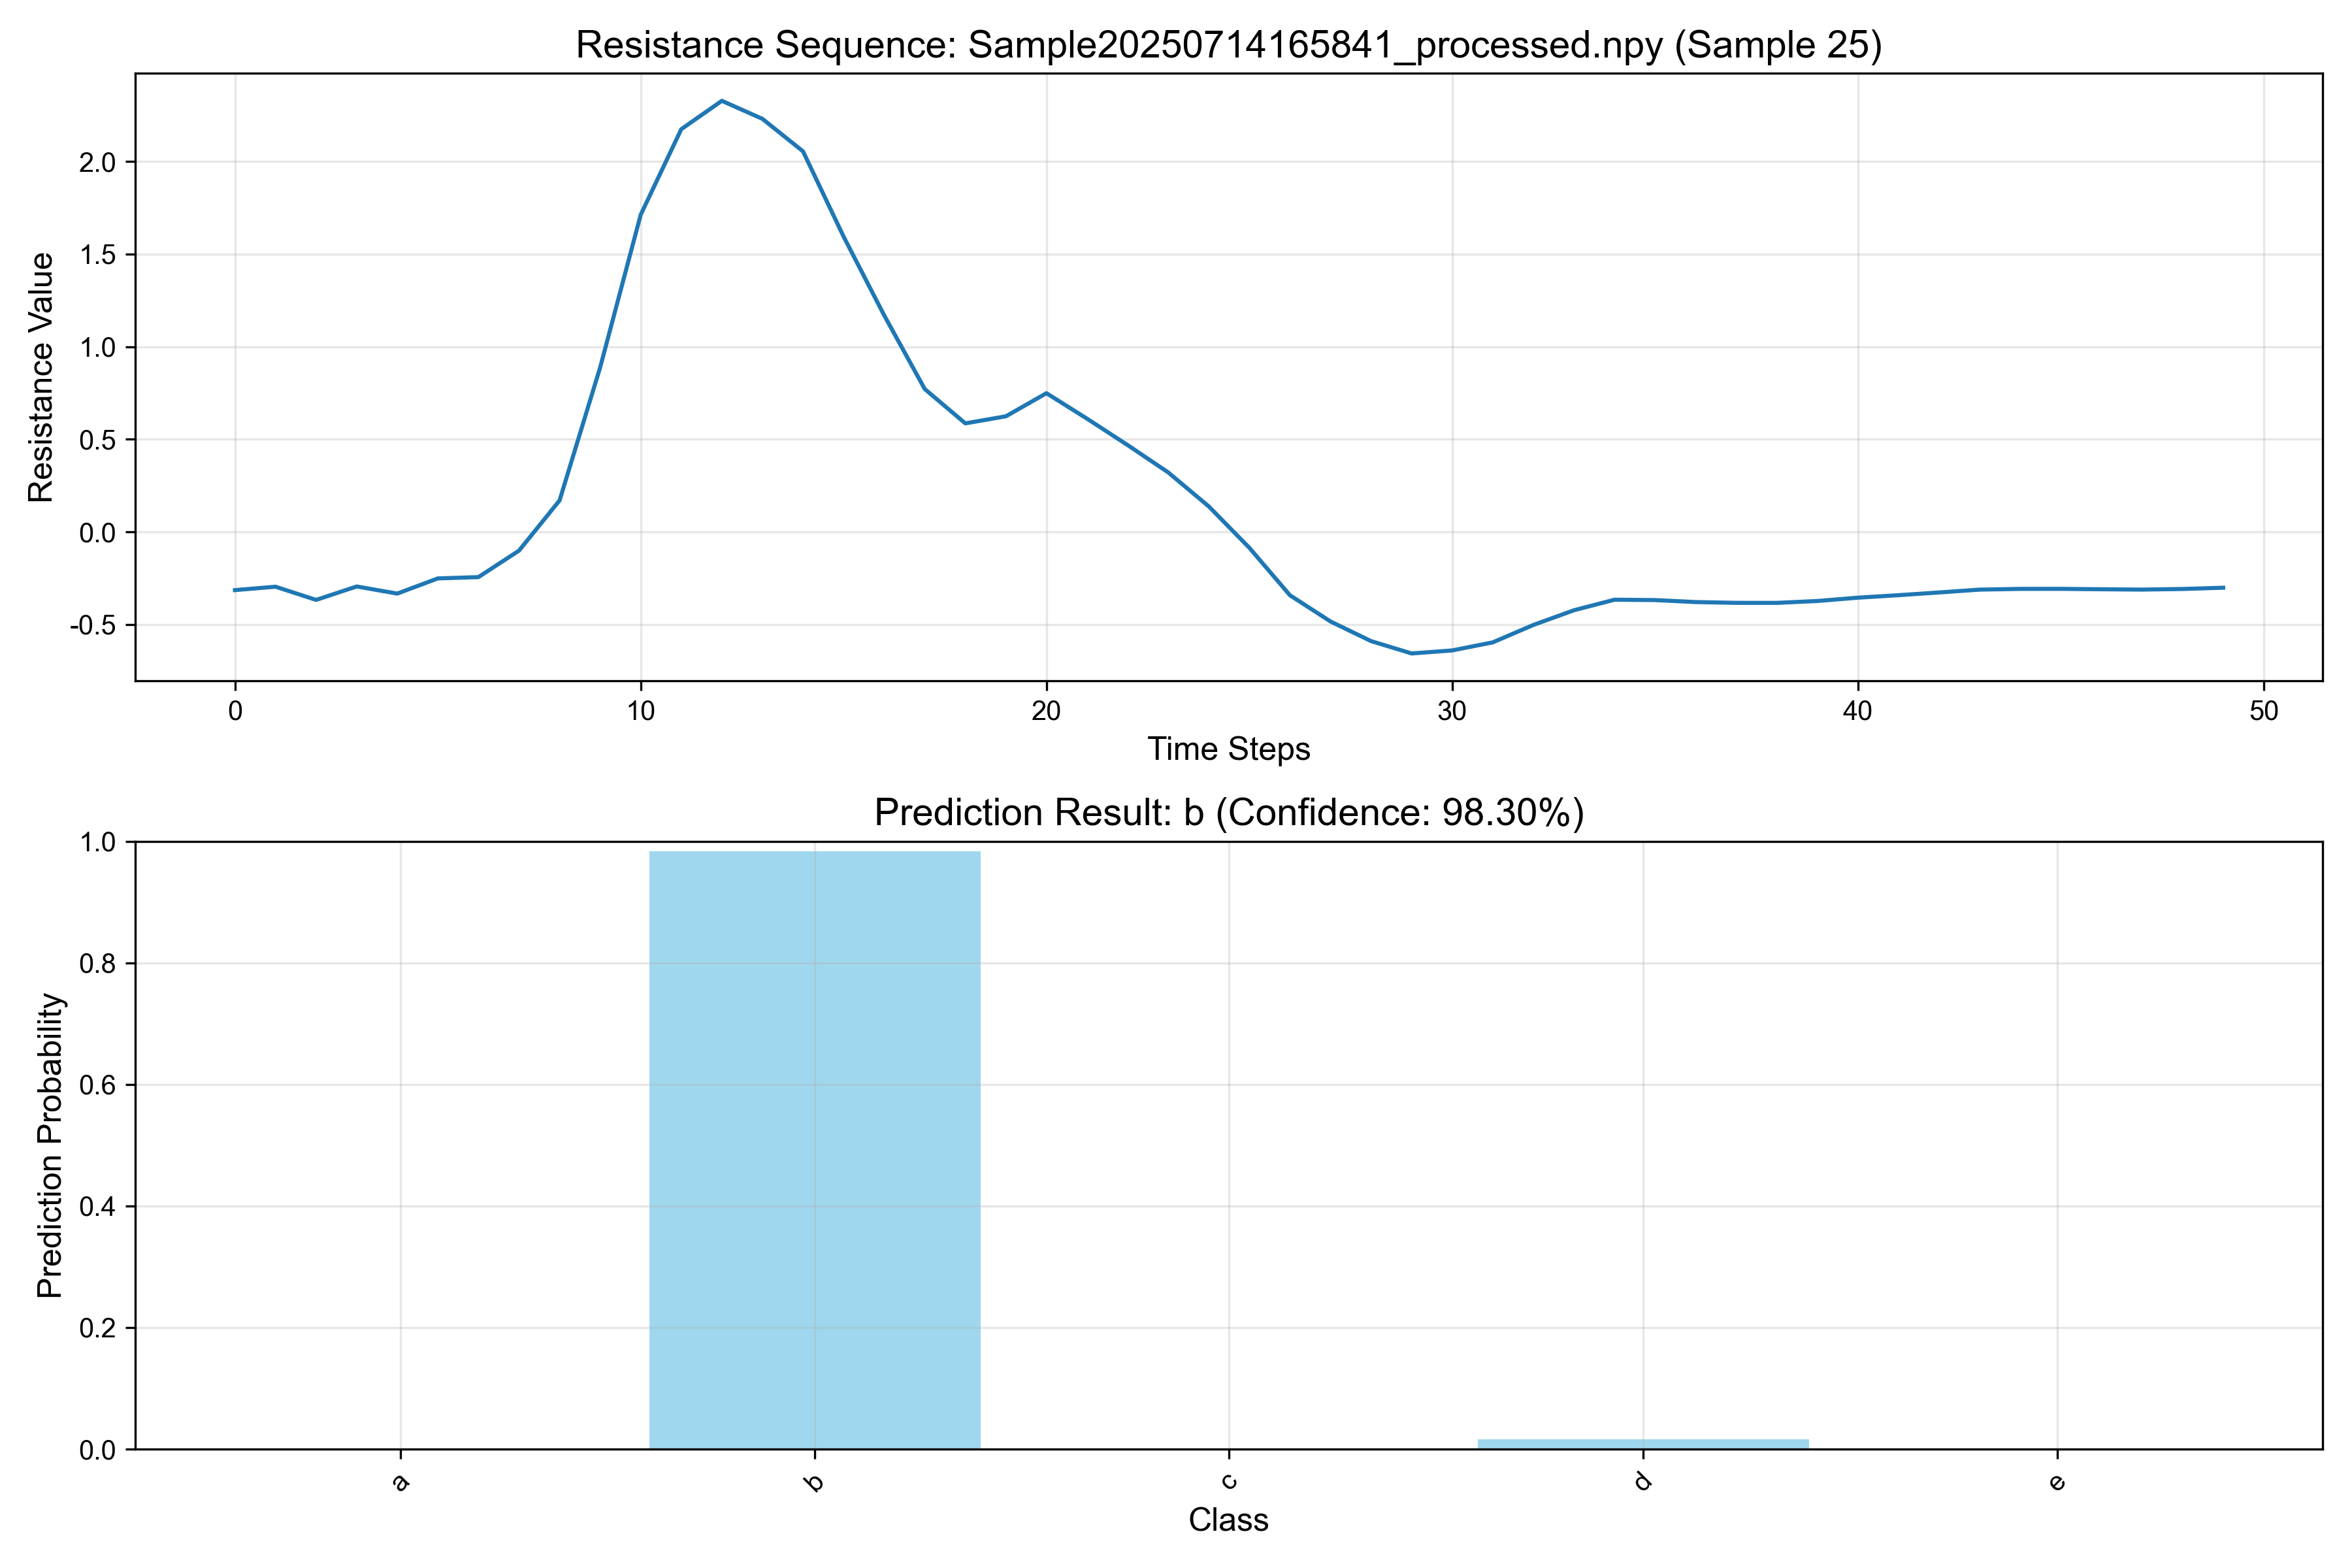 Resistance Sequence: Sample20250714165841_processed.npy (Sample 25)
Resistance Value
2.0
1.5
1.0
0.5
0.0
-0.5
0 10 20 30 40 50
Time Steps
Prediction Result: b (Confidence: 98.30%)
Prediction Probability
1.0
0.8
0.6
0.4
0.2
0.0
a b c d e
Class